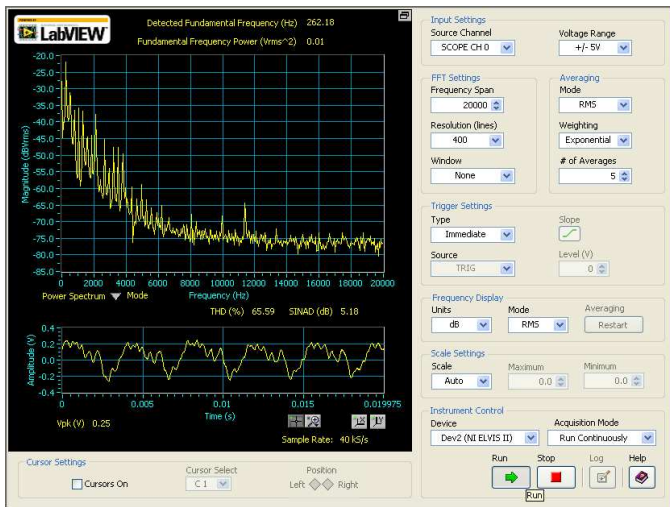 LabVIEW
Detected Fundamental Frequency (Hz) 262.18
Fundamental Frequency Power (Vrms^2) 0.01
Magnitude (dBVrms)
-20.0
-25.0
-30.0
-35.0
-40.0
-45.0
-50.0
-55.0
-60.0
-65.0
-70.0
-75.0
-80.0
-85.0
0 2000 4000 6000 8000 10000 12000 14000 16000 18000 20000
Power Spectrum Mode Frequency (Hz)
THD (%) 65.59 SINAD (dB) 5.18
Amplitude (V)
0.4
0.2
0.0
-0.2
-0.4
0 0.005 0.01 0.015 0.019975
Time (s)
Vpk (V) 0.25
Sample Rate: 40 kS/s
Cursor Settings
Cursors On
Cursor Select
C 1
Position
Left Right
Input Settings
Source Channel
SCOPE CH 0
Voltage Range
+/- 5V
FFT Settings
Frequency Span
20000
Resolution (lines)
400
Window
None
Averaging
Mode
RMS
Weighting
Exponential
# of Averages
5
Trigger Settings
Type
Immediate
Slope
Source
TRIG
Level (V)
0
Frequency Display
Units
dB
Mode
RMS
Averaging
Restart
Scale Settings
Scale
Auto
Maximum
0.0
Minimum
0.0
Instrument Control
Device
Dev2 (NI ELVIS II)
Acquisition Mode
Run Continuously
Run Stop Log Help
Run